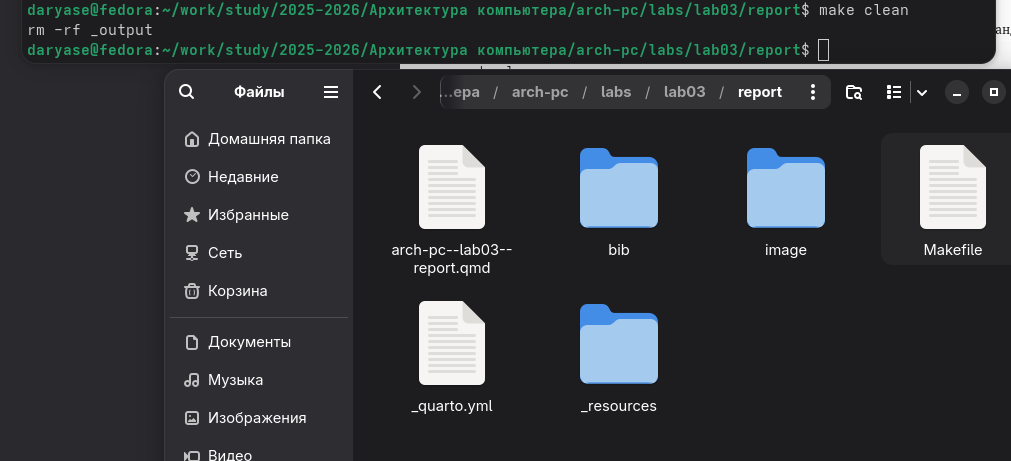 daryase@fedora:~/work/study/2025-2026/Архитектура компьютера/arch-pc/labs/lab03/report$ make clean
rm -rf _output
daryase@fedora:~/work/study/2025-2026/Архитектура компьютера/arch-pc/labs/lab03/report$
Файлы
…ера / arch-pc / labs / lab03 / report
Домашняя папка
Недавние
Избранные
Сеть
Корзина
Документы
Музыка
Изображения
Видео
arch-pc--lab03--
report.qmd
bib
image
Makefile
_quarto.yml
_resources